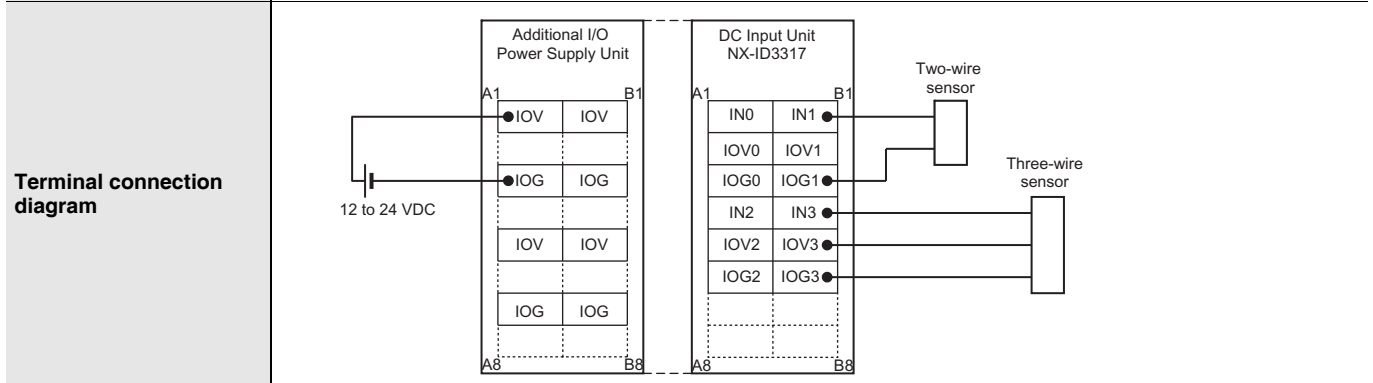 Terminal connection
diagram
Additional I/O
Power Supply Unit
A1
B1
IOV
IOV
IOG
IOG
IOV
IOV
IOG
IOG
A8
B8
12 to 24 VDC
DC Input Unit
NX-ID3317
A1
B1
IN0
IN1
IOV0
IOV1
IOG0
IOG1
IN2
IN3
IOV2
IOV3
IOG2
IOG3
A8
B8
Two-wire
sensor
Three-wire
sensor